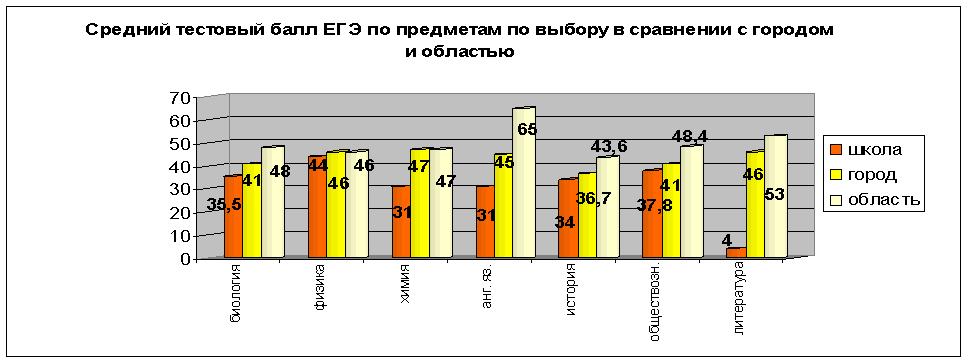 Средний тестовый балл ЕГЭ по предметам по выбору в сравнении с городом
и областью
70
60
50
40
30
20
10
0
35,5
41
48
44
46
46
31
47
47
31
45
65
34
36,7
43,6
37,8
41
48,4
4
46
53
биология
физика
химия
анг. яз.
история
обществозн.
литература
школа
город
область